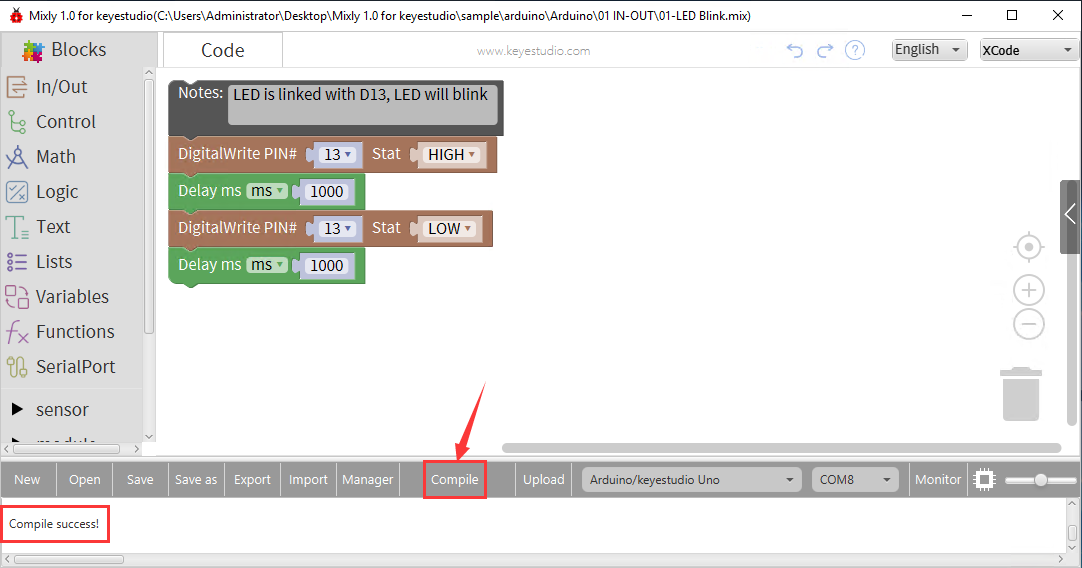 Mixly 1.0 for keyestudio(C:\Users\Administrator\Desktop\Mixly 1.0 for keyestudio\sample\arduino\Arduino\01 IN-OUT\01-LED Blink.mix)
Blocks
Code
www.keyestudio.com
?
English
XCode
In/Out
Control
Math
Logic
Text
Lists
Variables
Functions
SerialPort
sensor
Notes: LED is linked with D13, LED will blink
DigitalWrite PIN# 13 Stat HIGH
Delay ms ms 1000
DigitalWrite PIN# 13 Stat LOW
Delay ms ms 1000
New Open Save Save as Export Import Manager Compile Upload Arduino/keyestudio Uno COM8 Monitor
Compile success!